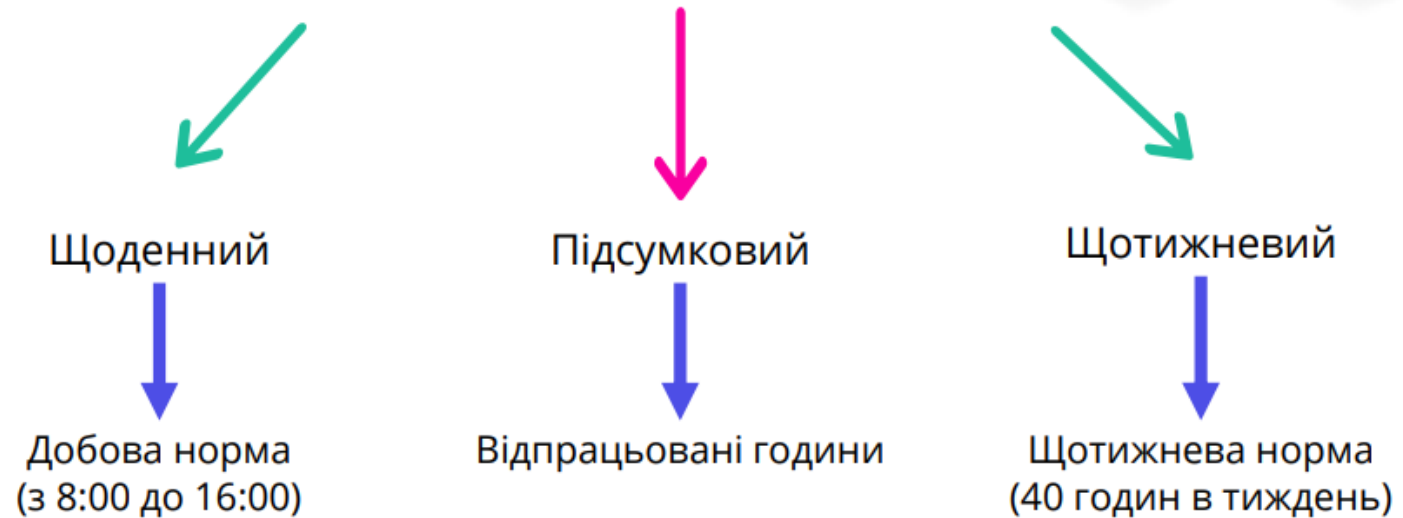 Щоденний
Підсумковий
Щотижневий
Добова норма
(з 8:00 до 16:00)
Відпрацьовані години
Щотижнева норма
(40 годин в тиждень)